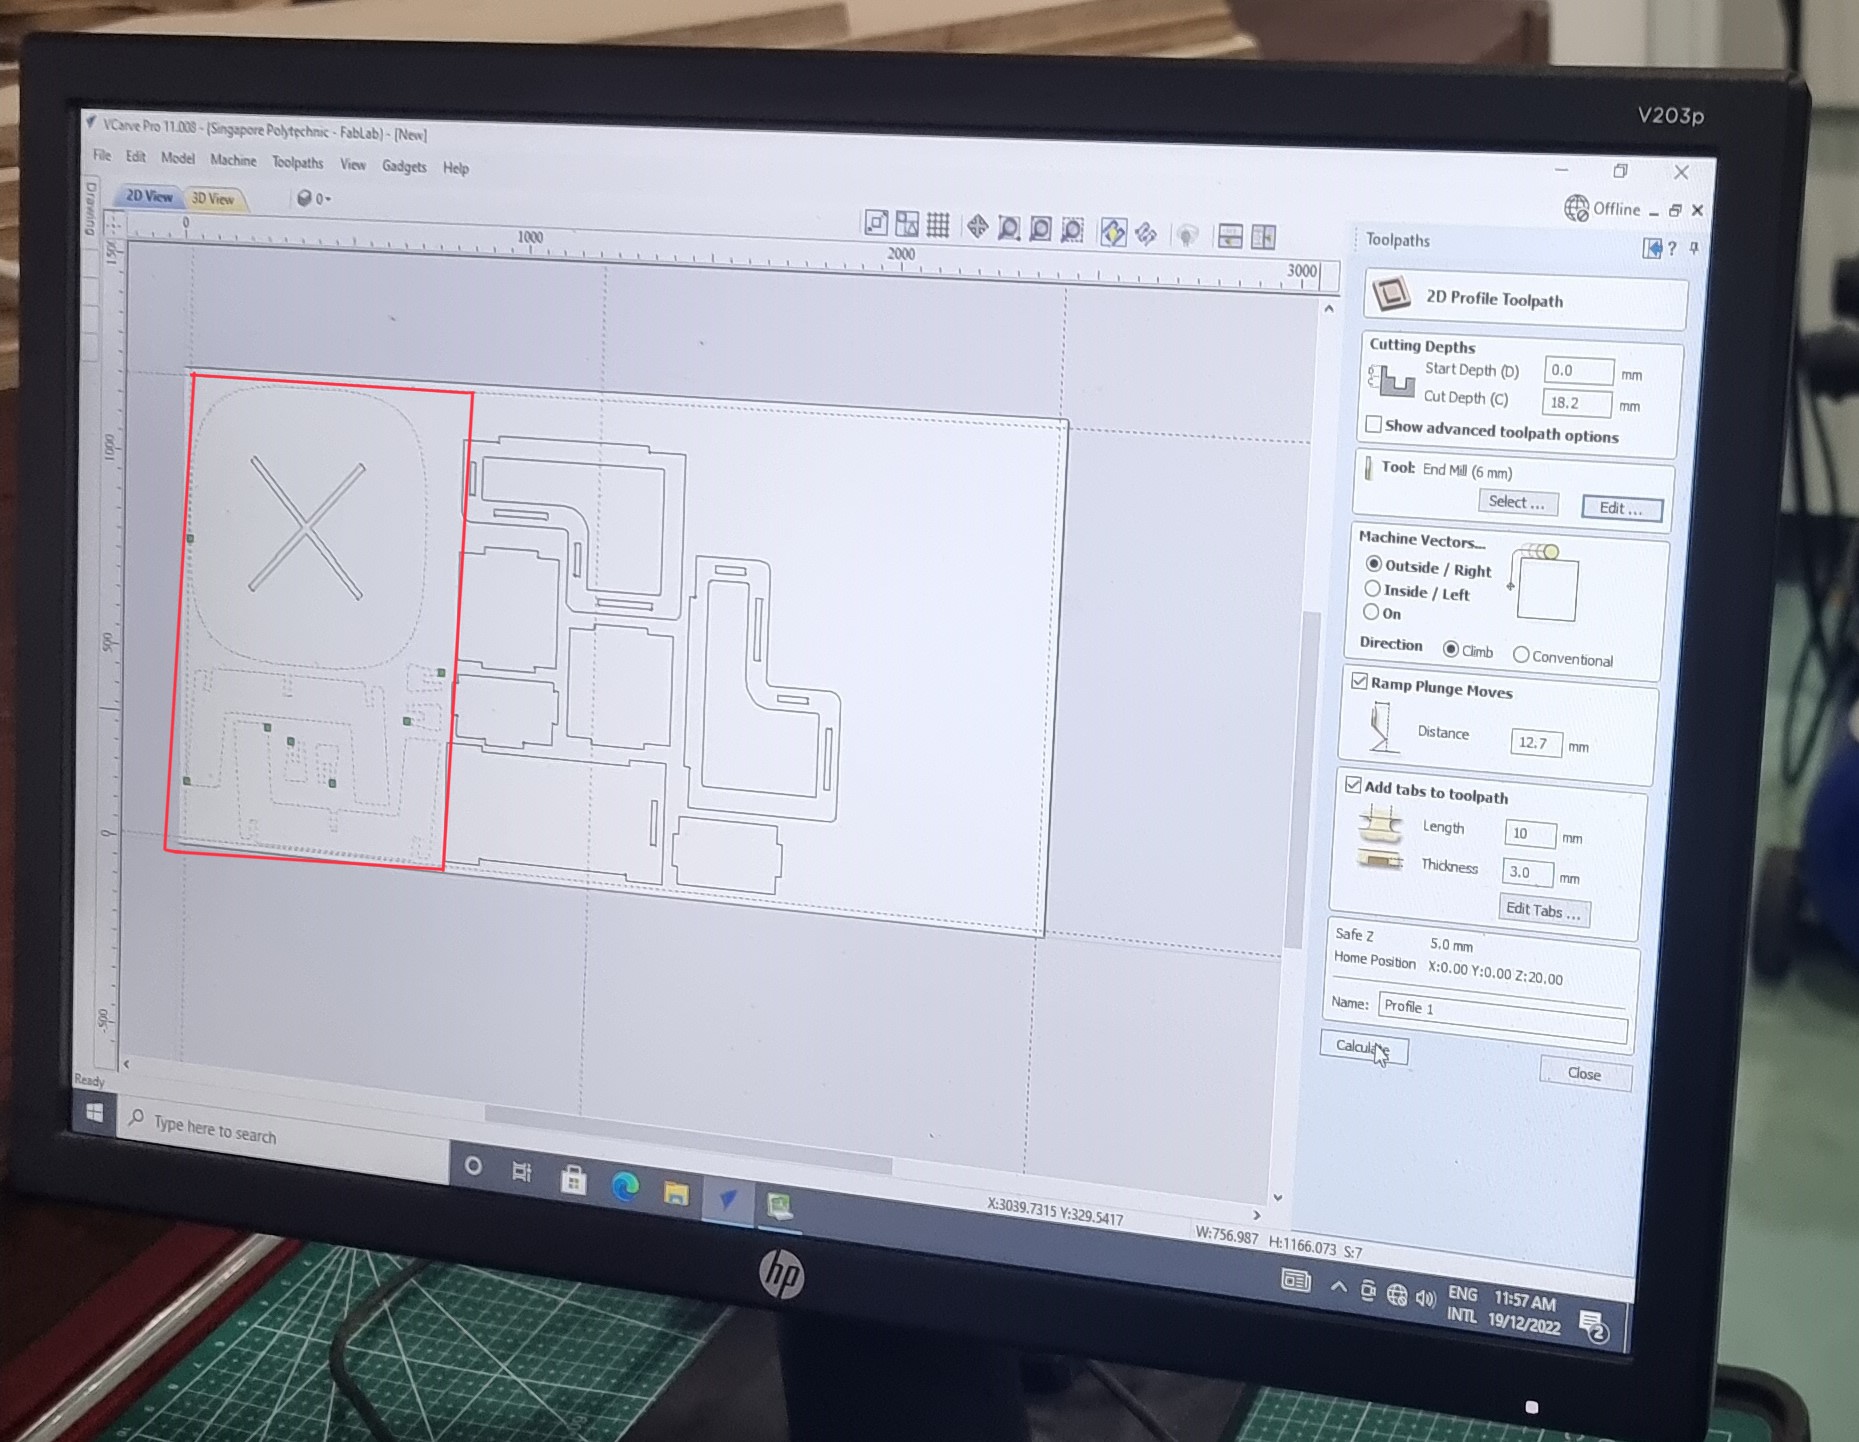 V203p
VCarve Pro 11.008 - {Singapore Polytechnic - FabLab} - [New]
File Edit Model Machine Toolpaths View Gadgets Help
Offline
Drawing
2D View 3D View 0
0 1000 2000 3000
1000
500
0
-500
Toolpaths
?
2D Profile Toolpath
Cutting Depths
Start Depth (D) 0.0 mm
Cut Depth (C) 18.2 mm
Show advanced toolpath options
Tool: End Mill (6 mm)
Select ... Edit ...
Machine Vectors...
Outside / Right
Inside / Left
On
Direction Climb Conventional
Ramp Plunge Moves
Distance 12.7 mm
Add tabs to toolpath
Length 10 mm
Thickness 3.0 mm
Edit Tabs ...
Safe Z 5.0 mm
Home Position X:0.00 Y:0.00 Z:20.00
Name: Profile 1
Calculate
Close
Ready
X:3039.7315 Y:329.5417
W:756.987 H:1166.073 S:7
Type here to search
ENG 11:57 AM
INTL 19/12/2022
2
hp